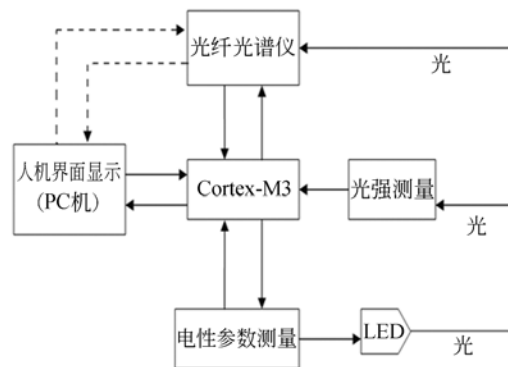 光纤光谱仪
光
人机界面显示
(PC机)
Cortex-M3
光强测量
光
电性参数测量
LED
光